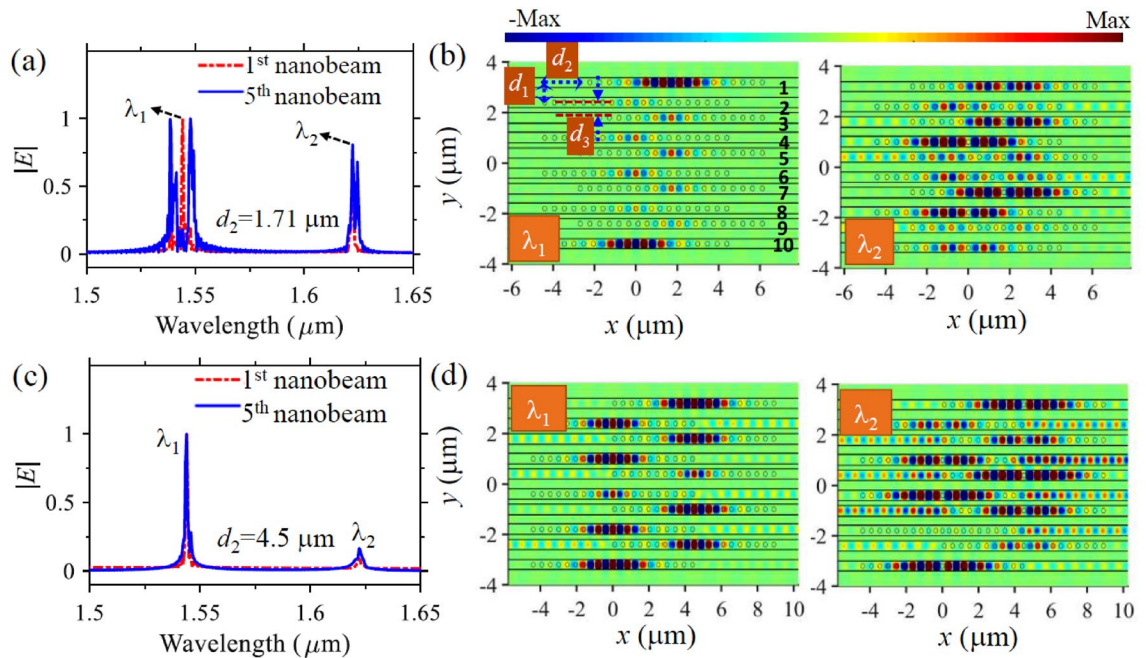 -Max Max
(a)
1st nanobeam
5th nanobeam
λ1
λ2
|E|
1
0.5
0
d2=1.71 μm
1.5 1.55 1.6 1.65
Wavelength (μm)
(b)
d1
d2
d3
1
2
3
4
5
6
7
8
9
10
λ1
y (μm)
4
2
0
-2
-4
-6 -4 -2 0 2 4 6
x (μm)
λ2
4
2
0
-2
-4
-6 -4 -2 0 2 4 6
x (μm)
(c)
1st nanobeam
5th nanobeam
λ1
λ2
|E|
1
0.5
0
d2=4.5 μm
1.5 1.55 1.6 1.65
Wavelength (μm)
(d)
λ1
y (μm)
4
2
0
-2
-4
-4 -2 0 2 4 6 8 10
x (μm)
λ2
4
2
0
-2
-4
-4 -2 0 2 4 6 8 10
x (μm)